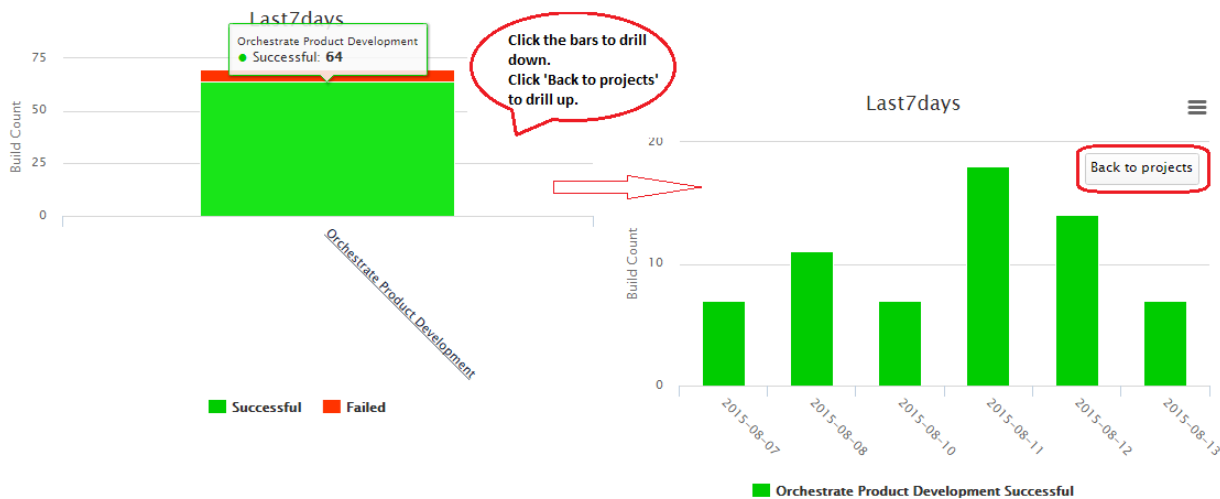 Last7days
Orchestrate Product Development
● Successful: 64
75
50
25
0
Build Count
Orchestrate Product Development
Successful
Failed
Click the bars to drill
down.
Click 'Back to projects'
to drill up.
Last7days
Back to projects
20
10
0
Build Count
2015-08-07
2015-08-08
2015-08-10
2015-08-11
2015-08-12
2015-08-13
Orchestrate Product Development Successful